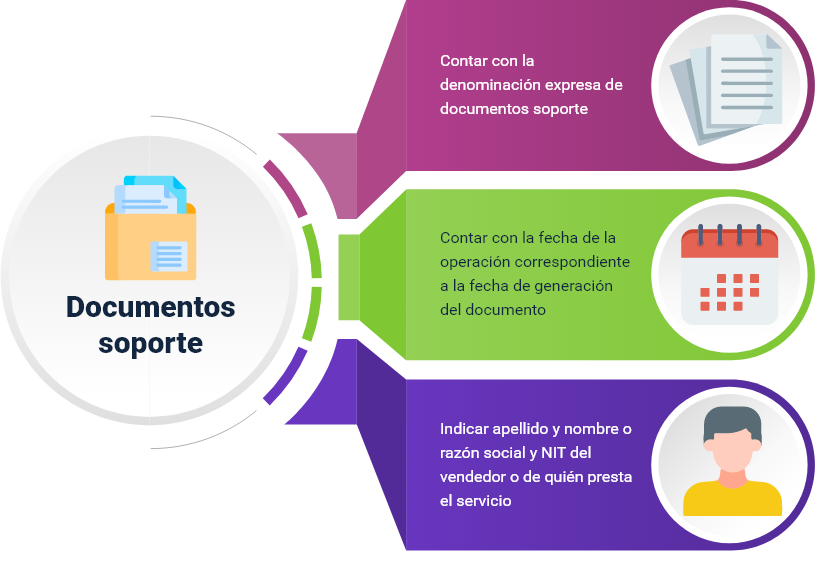 Documentos
soporte
Contar con la
denominación expresa de
documentos soporte
Contar con la fecha de la
operación correspondiente
a la fecha de generación
del documento
Indicar apellido y nombre o
razón social y NIT del
vendedor o de quién presta
el servicio